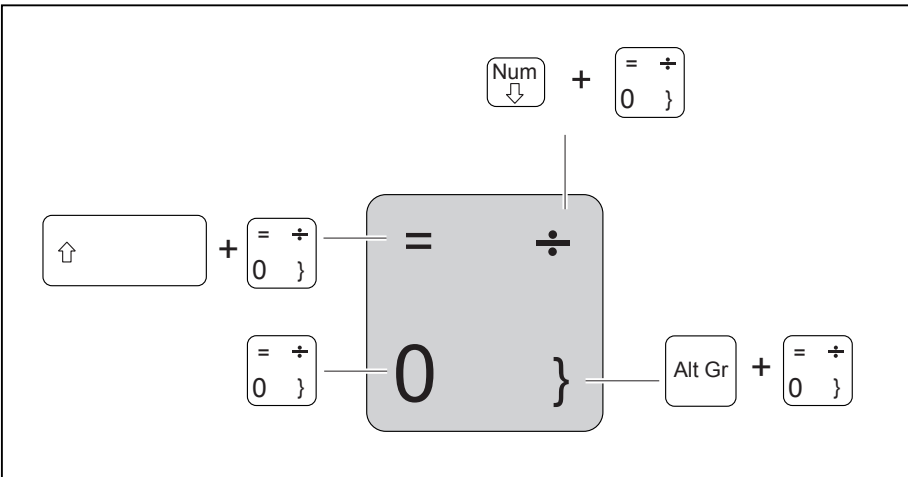 Num
⇩ + = ÷
0 }
⇧ + = ÷
0 }
= ÷
0 }
= ÷
0 }
Alt Gr + = ÷
0 }